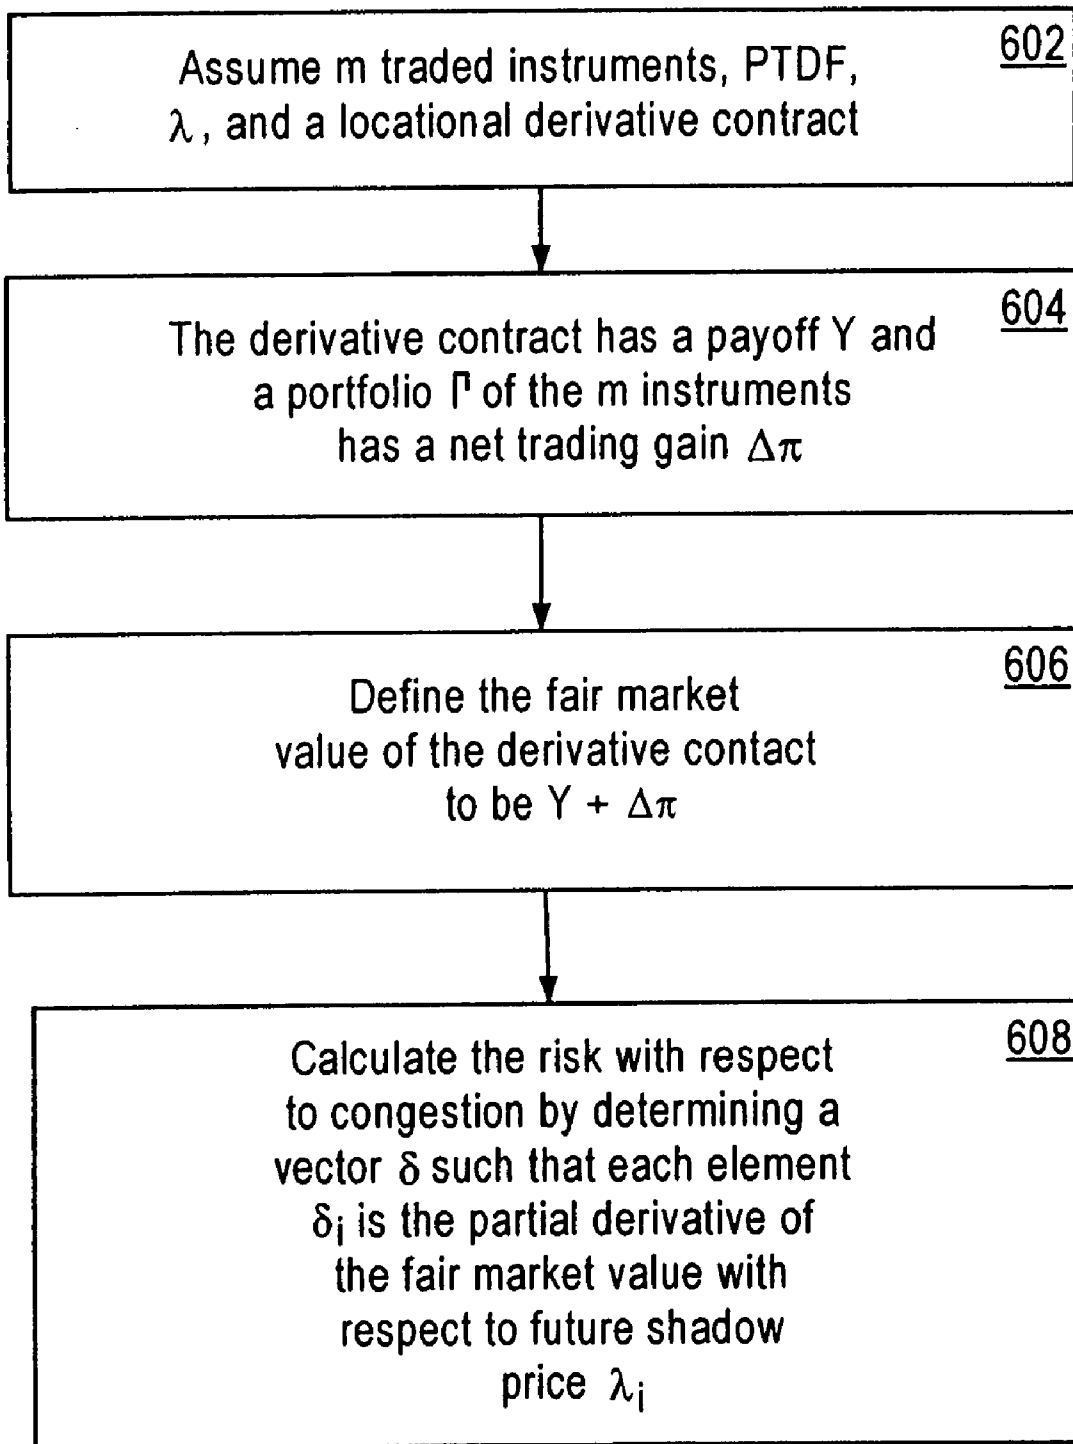 602
Assume m traded instruments, PTDF,
λ, and a locational derivative contract
604
The derivative contract has a payoff Y and
a portfolio Γ of the m instruments
has a net trading gain Δπ
606
Define the fair market
value of the derivative contact
to be Y + Δπ
608
Calculate the risk with respect
to congestion by determining a
vector δ such that each element
δi is the partial derivative of
the fair market value with
respect to future shadow
price λi